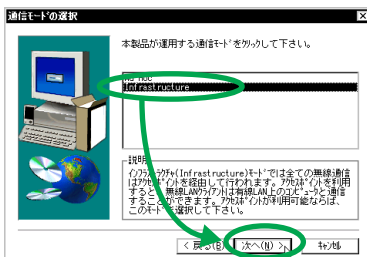 通信ﾓｰﾄﾞの選択
本製品が運用する通信ﾓｰﾄﾞをｸﾘｯｸして下さい。
Ad Hoc
Infrastructure
説明
ｲﾝﾌﾗｽﾄﾗｸﾁｬ(Infrastructure)ﾓｰﾄﾞでは全ての無線通信
はｱｸｾｽﾎﾟｲﾝﾄを経由して行われます。ｱｸｾｽﾎﾟｲﾝﾄを利用
すると、無線LANｸﾗｲｱﾝﾄは有線LAN上のｺﾝﾋﾟｭｰﾀと通信
することができます。ｱｸｾｽﾎﾟｲﾝﾄが利用可能ならば、
このﾓｰﾄﾞを選択して下さい。
< 戻る(B) 次へ(N) > ｷｬﾝｾﾙ